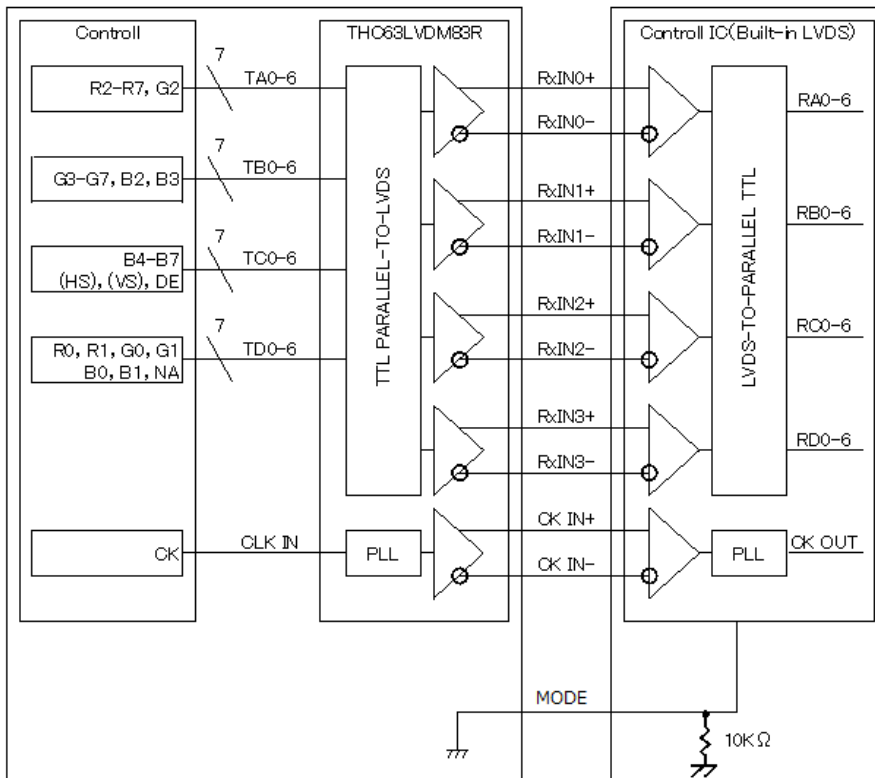 Controll
THC63LVDM83R
Controll IC(Built-in LVDS)
7
R2-R7, G2
TA0-6
RxIN0+
RxIN0-
RA0-6
7
G3-G7, B2, B3
TB0-6
RxIN1+
RxIN1-
RB0-6
7
B4-B7
(HS), (VS), DE
TC0-6
RxIN2+
RxIN2-
RC0-6
7
R0, R1, G0, G1
B0, B1, NA
TD0-6
RxIN3+
RxIN3-
RD0-6
TTL PARALLEL-TO-LVDS
LVDS-TO-PARALLEL TTL
CK
CLK IN
PLL
CK IN+
CK IN-
PLL
CK OUT
MODE
10KΩ